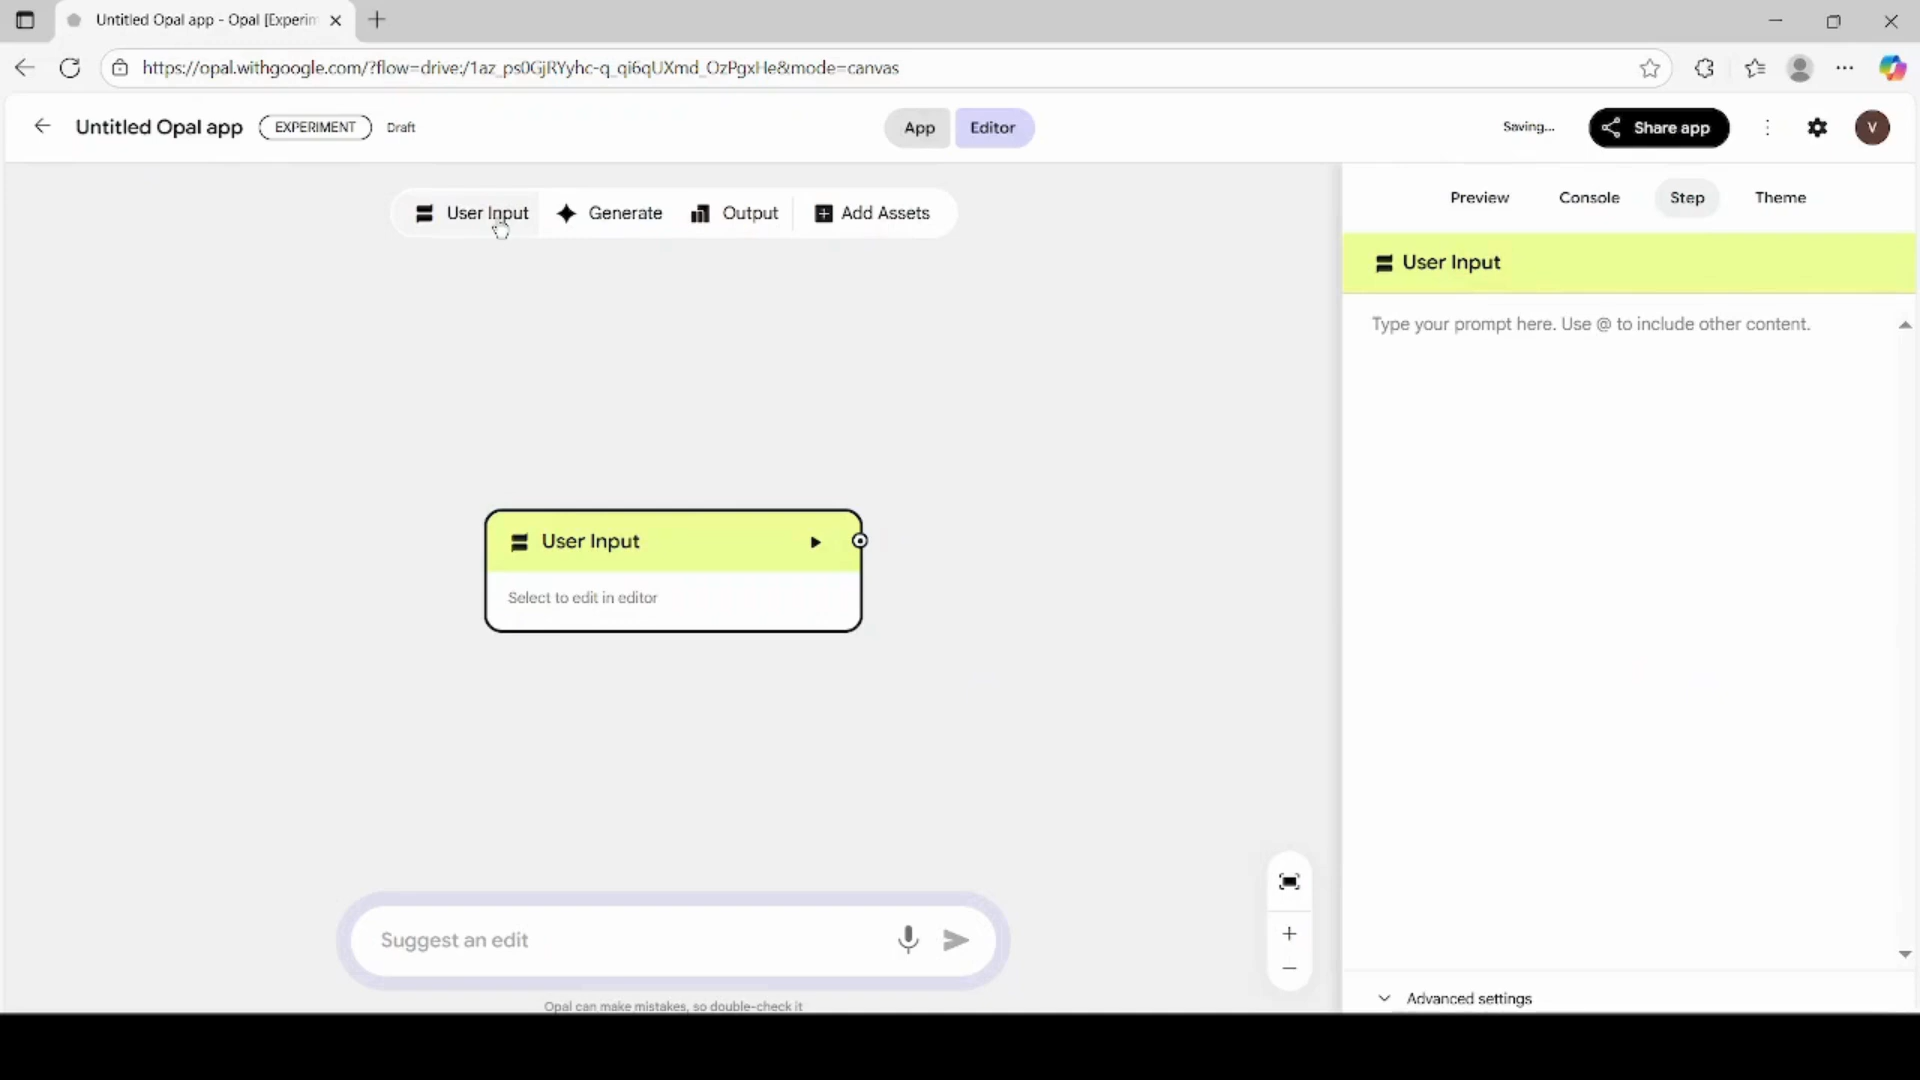 Untitled Opal app - Opal [Experim
https://opal.withgoogle.com/?flow=drive:/1az_ps0GjRYyhc-q_qi6qUXmd_OzPgxHe&mode=canvas
Untitled Opal app
EXPERIMENT
Draft
App
Editor
Saving...
Share app
V
User Input
Generate
Output
Add Assets
Preview
Console
Step
Theme
User Input
Type your prompt here. Use @ to include other content.
User Input
Select to edit in editor
Suggest an edit
Opal can make mistakes, so double-check it
Advanced settings